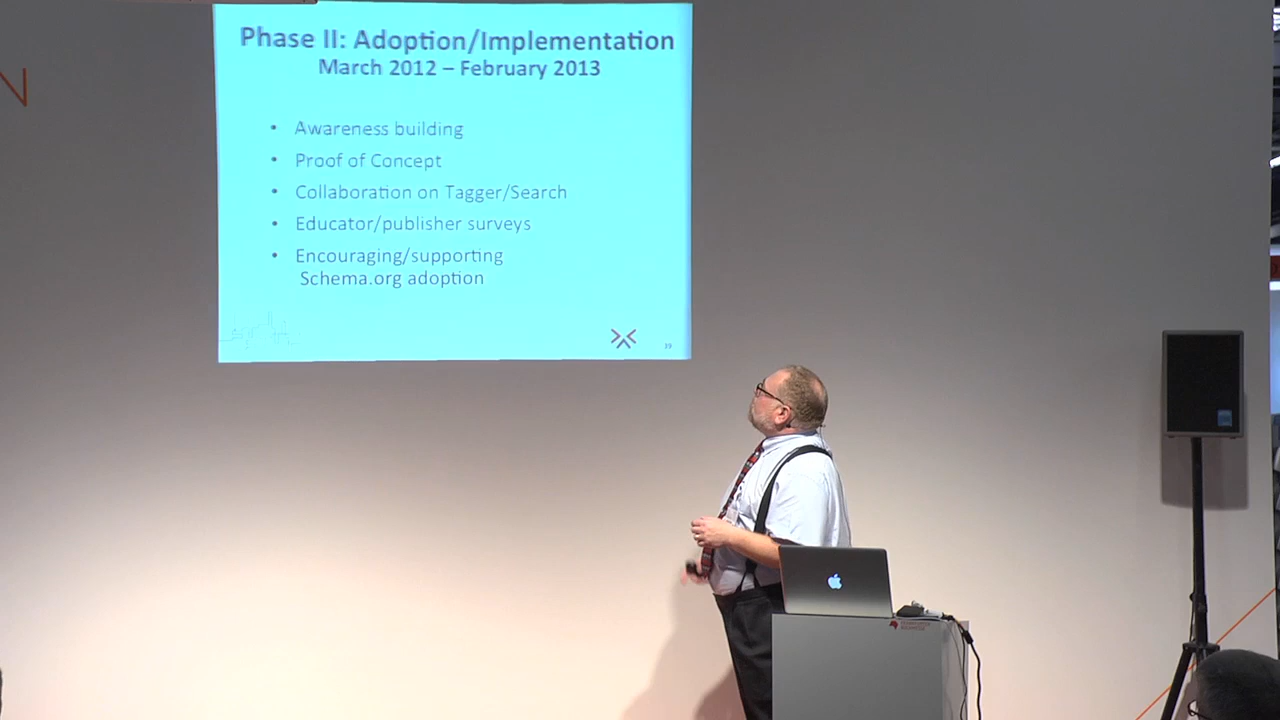 Phase II: Adoption/Implementation
March 2012 – February 2013
• Awareness building
• Proof of Concept
• Collaboration on Tagger/Search
• Educator/publisher surveys
• Encouraging/supporting
Schema.org adoption
39
N